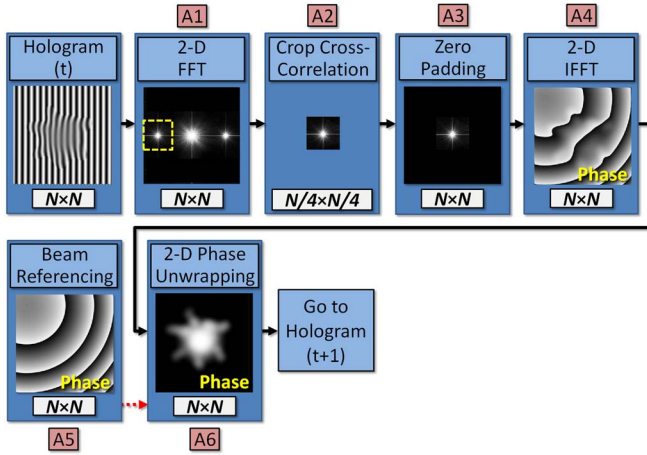 A1
A2
A3
A4
Hologram
(t)
N×N
2-D
FFT
N×N
Crop Cross-
Correlation
N/4×N/4
Zero
Padding
N×N
2-D
IFFT
Phase
N×N
Beam
Referencing
Phase
N×N
2-D Phase
Unwrapping
Phase
N×N
Go to
Hologram
(t+1)
A5
A6